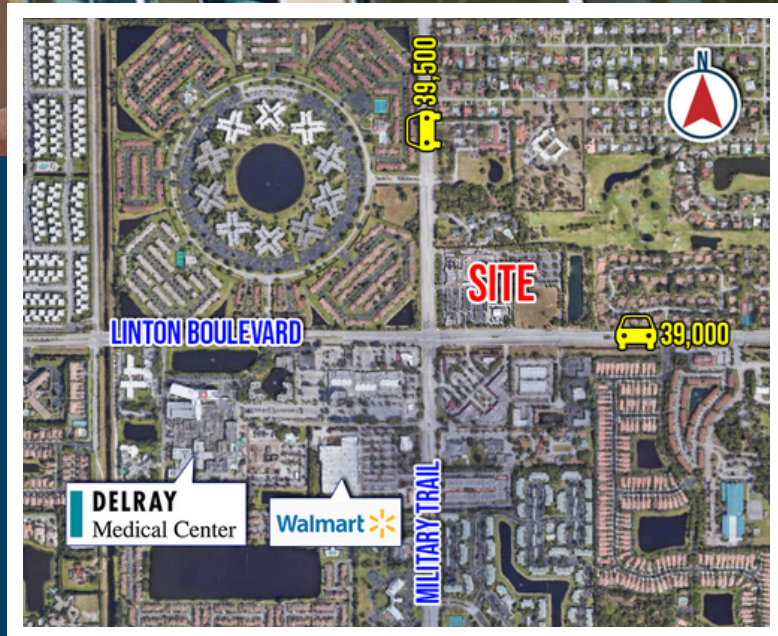 39,500
N
SITE
LINTON BOULEVARD
39,000
DELRAY
Medical Center
Walmart
MILITARY TRAIL